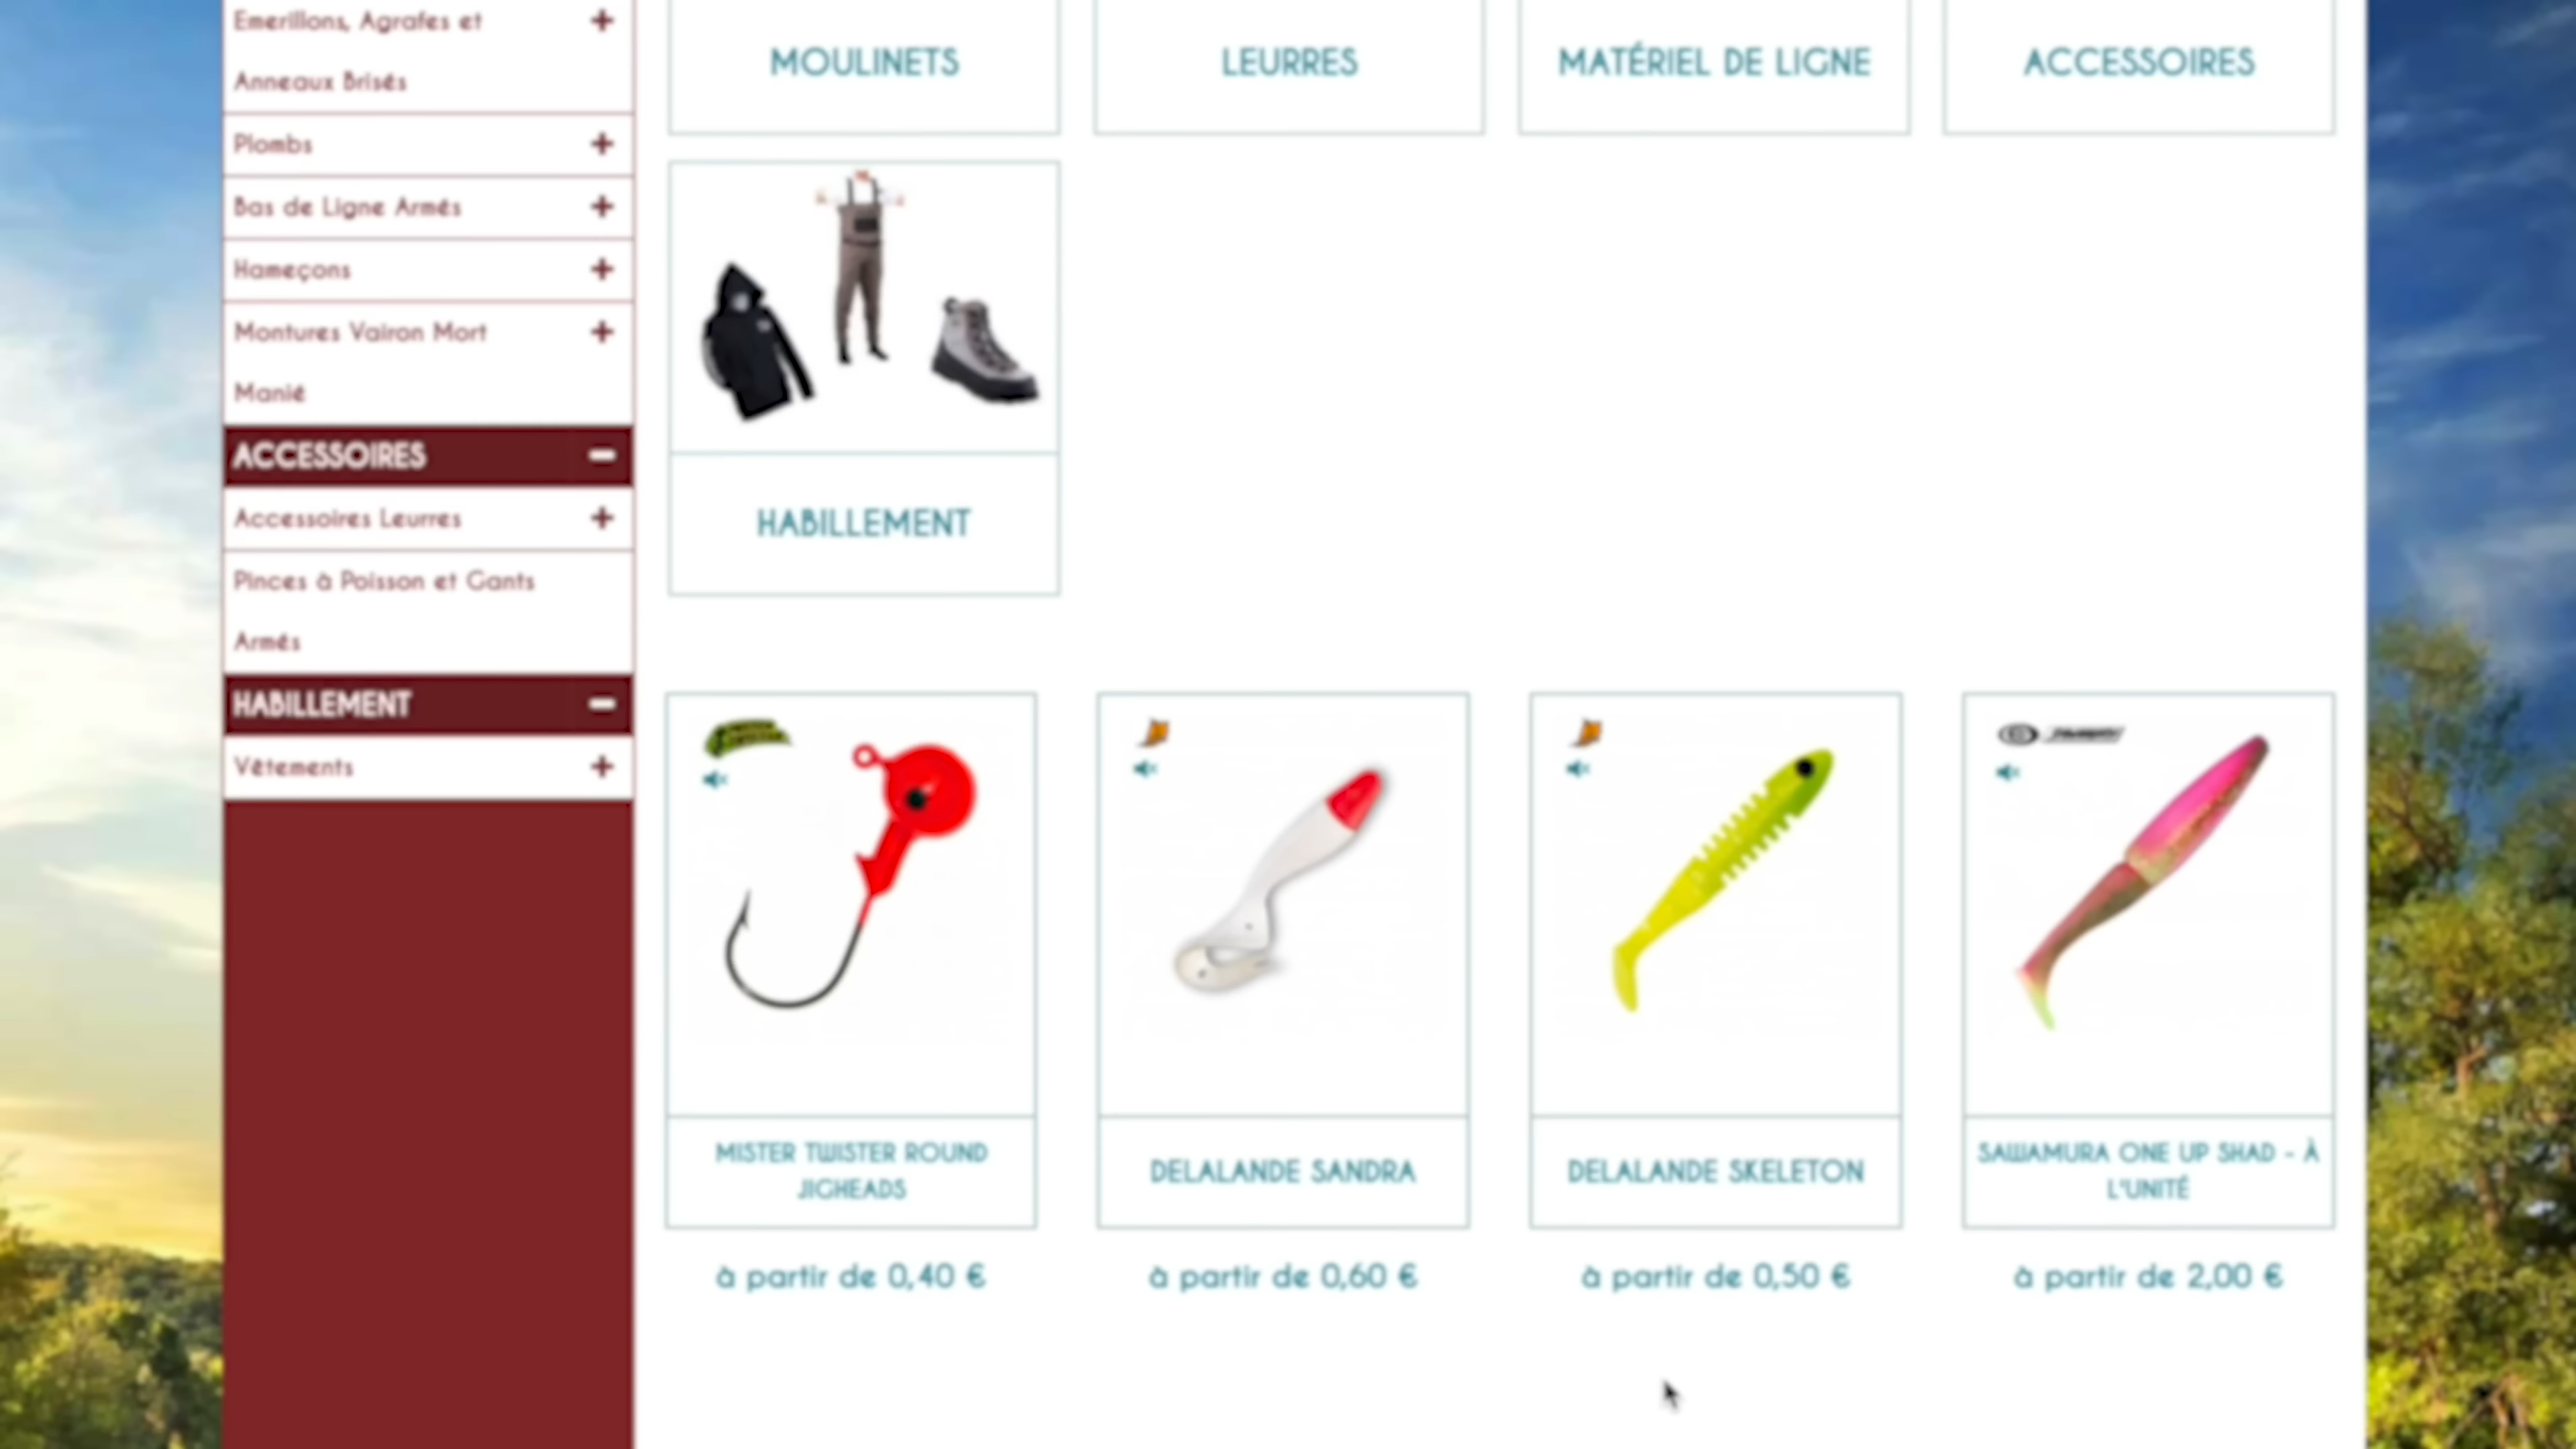 Emerillons, Agrafes et
Anneaux Brisés
Plombs
Bas de Ligne Armés
Hameçons
Montures Vairon Mort
Manié
ACCESSOIRES
Accessoires Leurres
Pinces à Poisson et Gants
Armés
HABILLEMENT
Vêtements
MOULINETS
LEURRES
MATÉRIEL DE LIGNE
ACCESSOIRES
HABILLEMENT
MISTER TWISTER ROUND
JIGHEADS
à partir de 0,40 €
DELALANDE SANDRA
à partir de 0,60 €
DELALANDE SKELETON
à partir de 0,50 €
SAWAMURA ONE UP SHAD - À
L'UNITÉ
à partir de 2,00 €